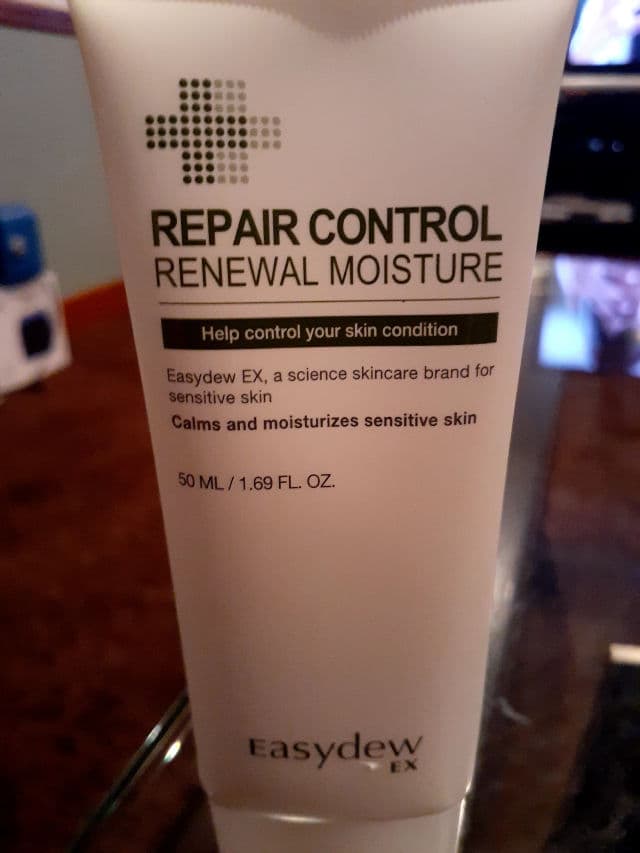 REPAIR CONTROL
RENEWAL MOISTURE
Help control your skin condition
Easydew EX, a science skincare brand for
sensitive skin
Calms and moisturizes sensitive skin
50 ML / 1.69 FL. OZ.
Easydew
EX